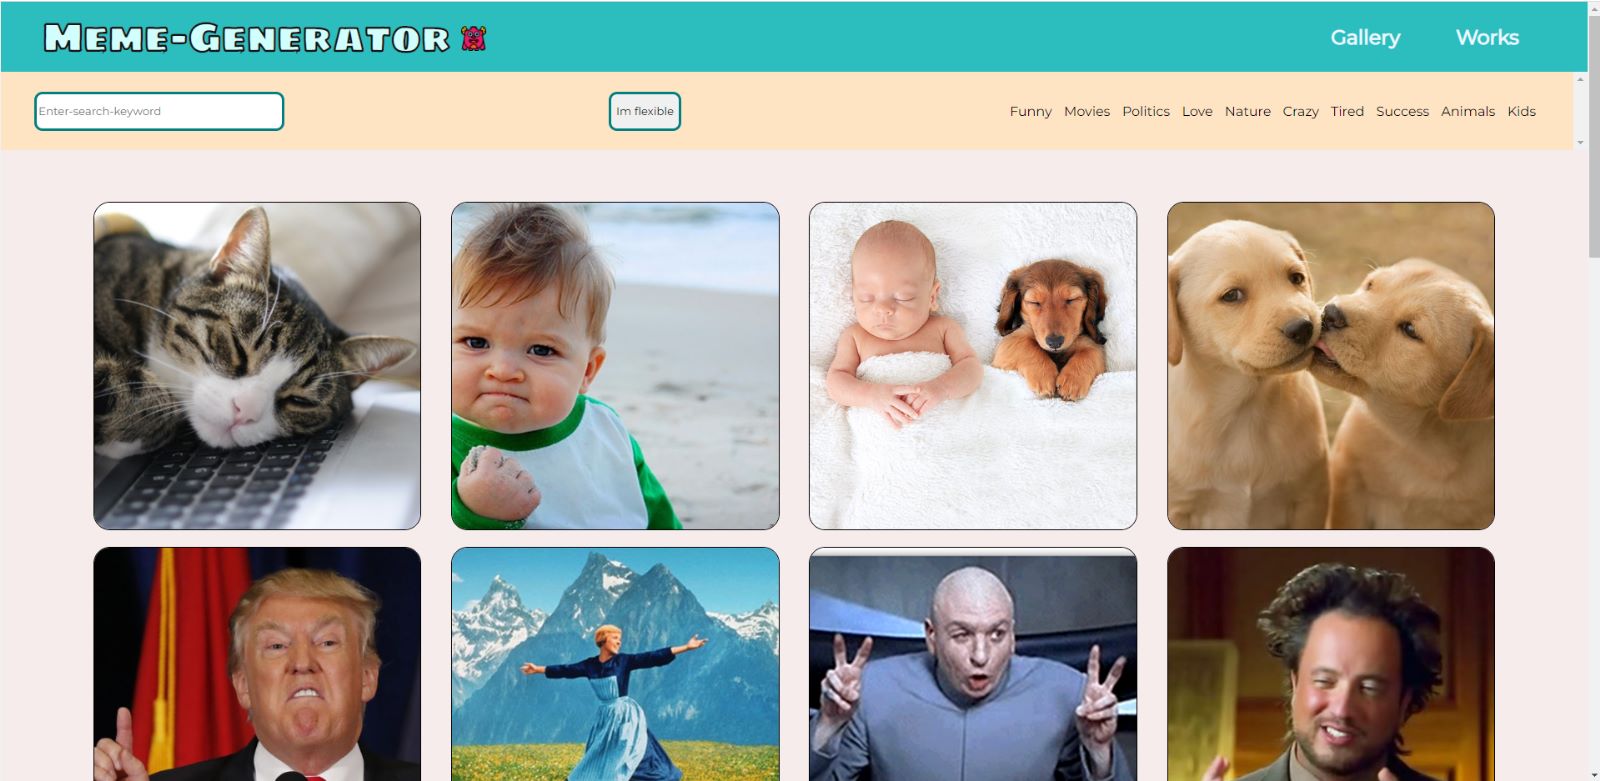 Meme-Generator
Gallery Works
Enter-search-keyword
Im flexible
Funny Movies Politics Love Nature Crazy Tired Success Animals Kids